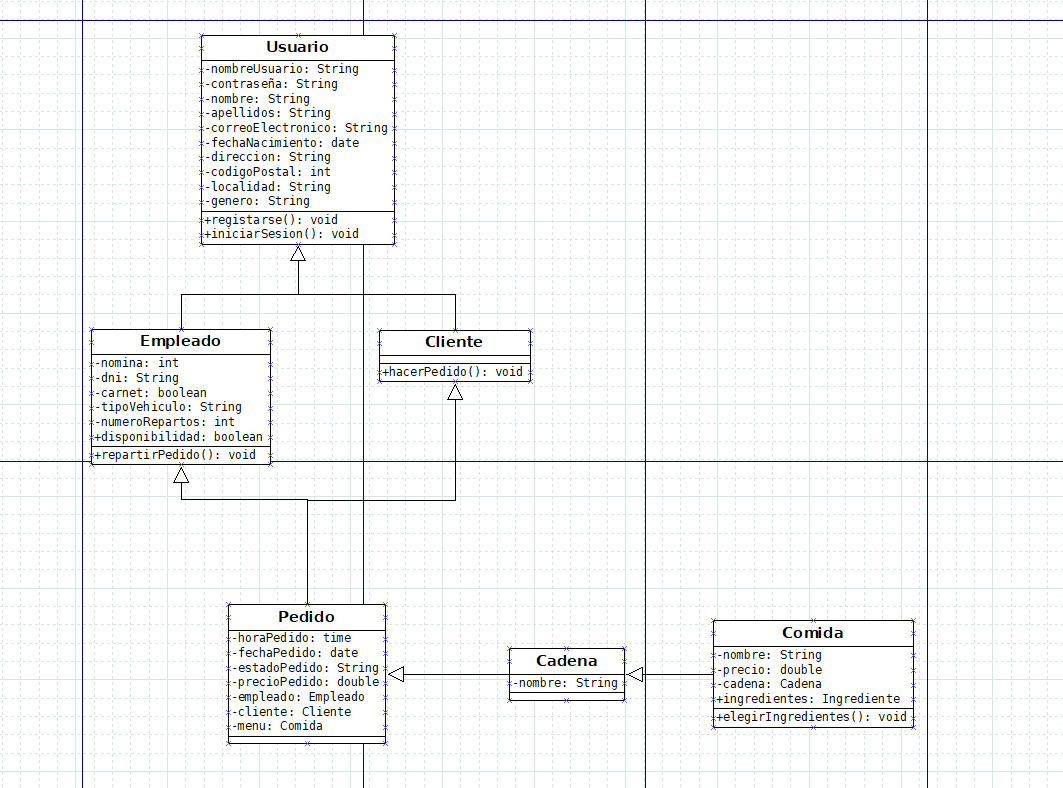 Usuario
-nombreUsuario: String
-contraseña: String
-nombre: String
-apellidos: String
-correoElectronico: String
-fechaNacimiento: date
-direccion: String
-codigoPostal: int
-localidad: String
-genero: String
+registarse(): void
+iniciarSesion(): void
Empleado
-nomina: int
-dni: String
-carnet: boolean
-tipoVehiculo: String
-numeroRepartos: int
+disponibilidad: boolean
+repartirPedido(): void
Cliente
+hacerPedido(): void
Pedido
-horaPedido: time
-fechaPedido: date
-estadoPedido: String
-precioPedido: double
-empleado: Empleado
-cliente: Cliente
-menu: Comida
Cadena
-nombre: String
Comida
-nombre: String
-precio: double
-cadena: Cadena
+ingredientes: Ingrediente
+elegirIngredientes(): void